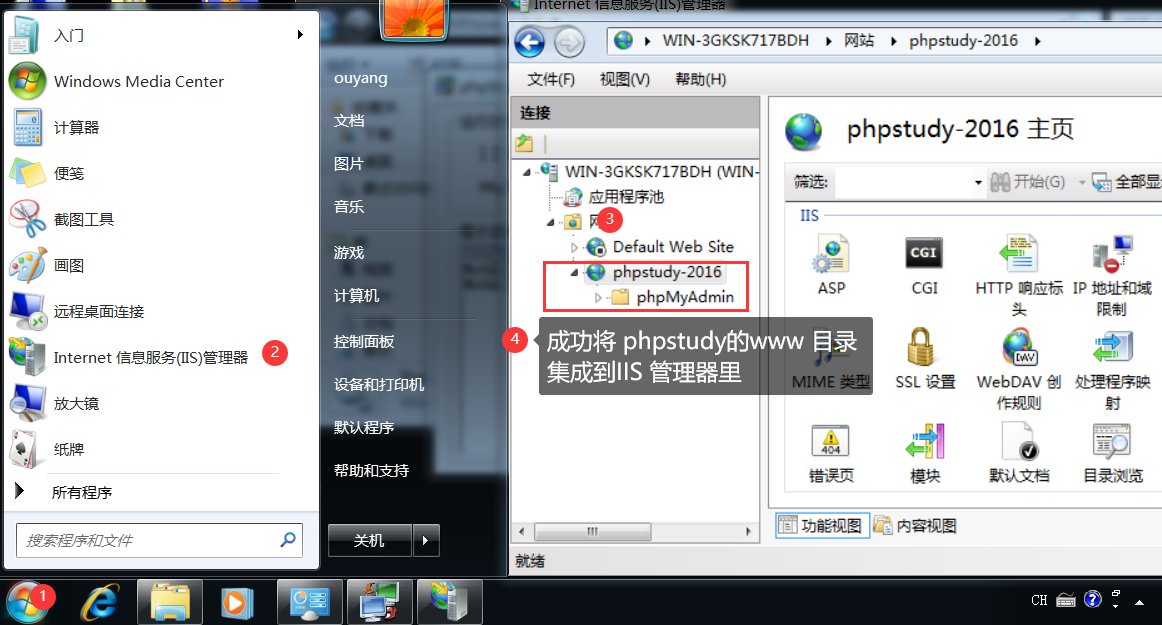 入门
Windows Media Center
计算器
便笺
截图工具
画图
远程桌面连接
Internet 信息服务(IIS)管理器
2
放大镜
纸牌
所有程序
搜索程序和文件
ouyang
文档
图片
音乐
游戏
计算机
控制面板
设备和打印机
默认程序
帮助和支持
关机
Internet 信息服务(IIS)管理器
WIN-3GKSK717BDH
网站
phpstudy-2016
文件(F)
视图(V)
帮助(H)
连接
WIN-3GKSK717BDH (WIN-
应用程序池
网
3
Default Web Site
phpstudy-2016
phpMyAdmin
4
成功将 phpstudy的www 目录
集成到IIS 管理器里
phpstudy-2016 主页
筛选:
开始(G)
全部显
IIS
ASP
CGI
CGI
HTTP 响应标
头
IP 地址和域
限制
MIME 类型
SSL 设置
DAV
WebDAV 创
作规则
处理程序映
射
404
错误页
模块
默认文档
目录浏览
功能视图
内容视图
就绪
1
CH